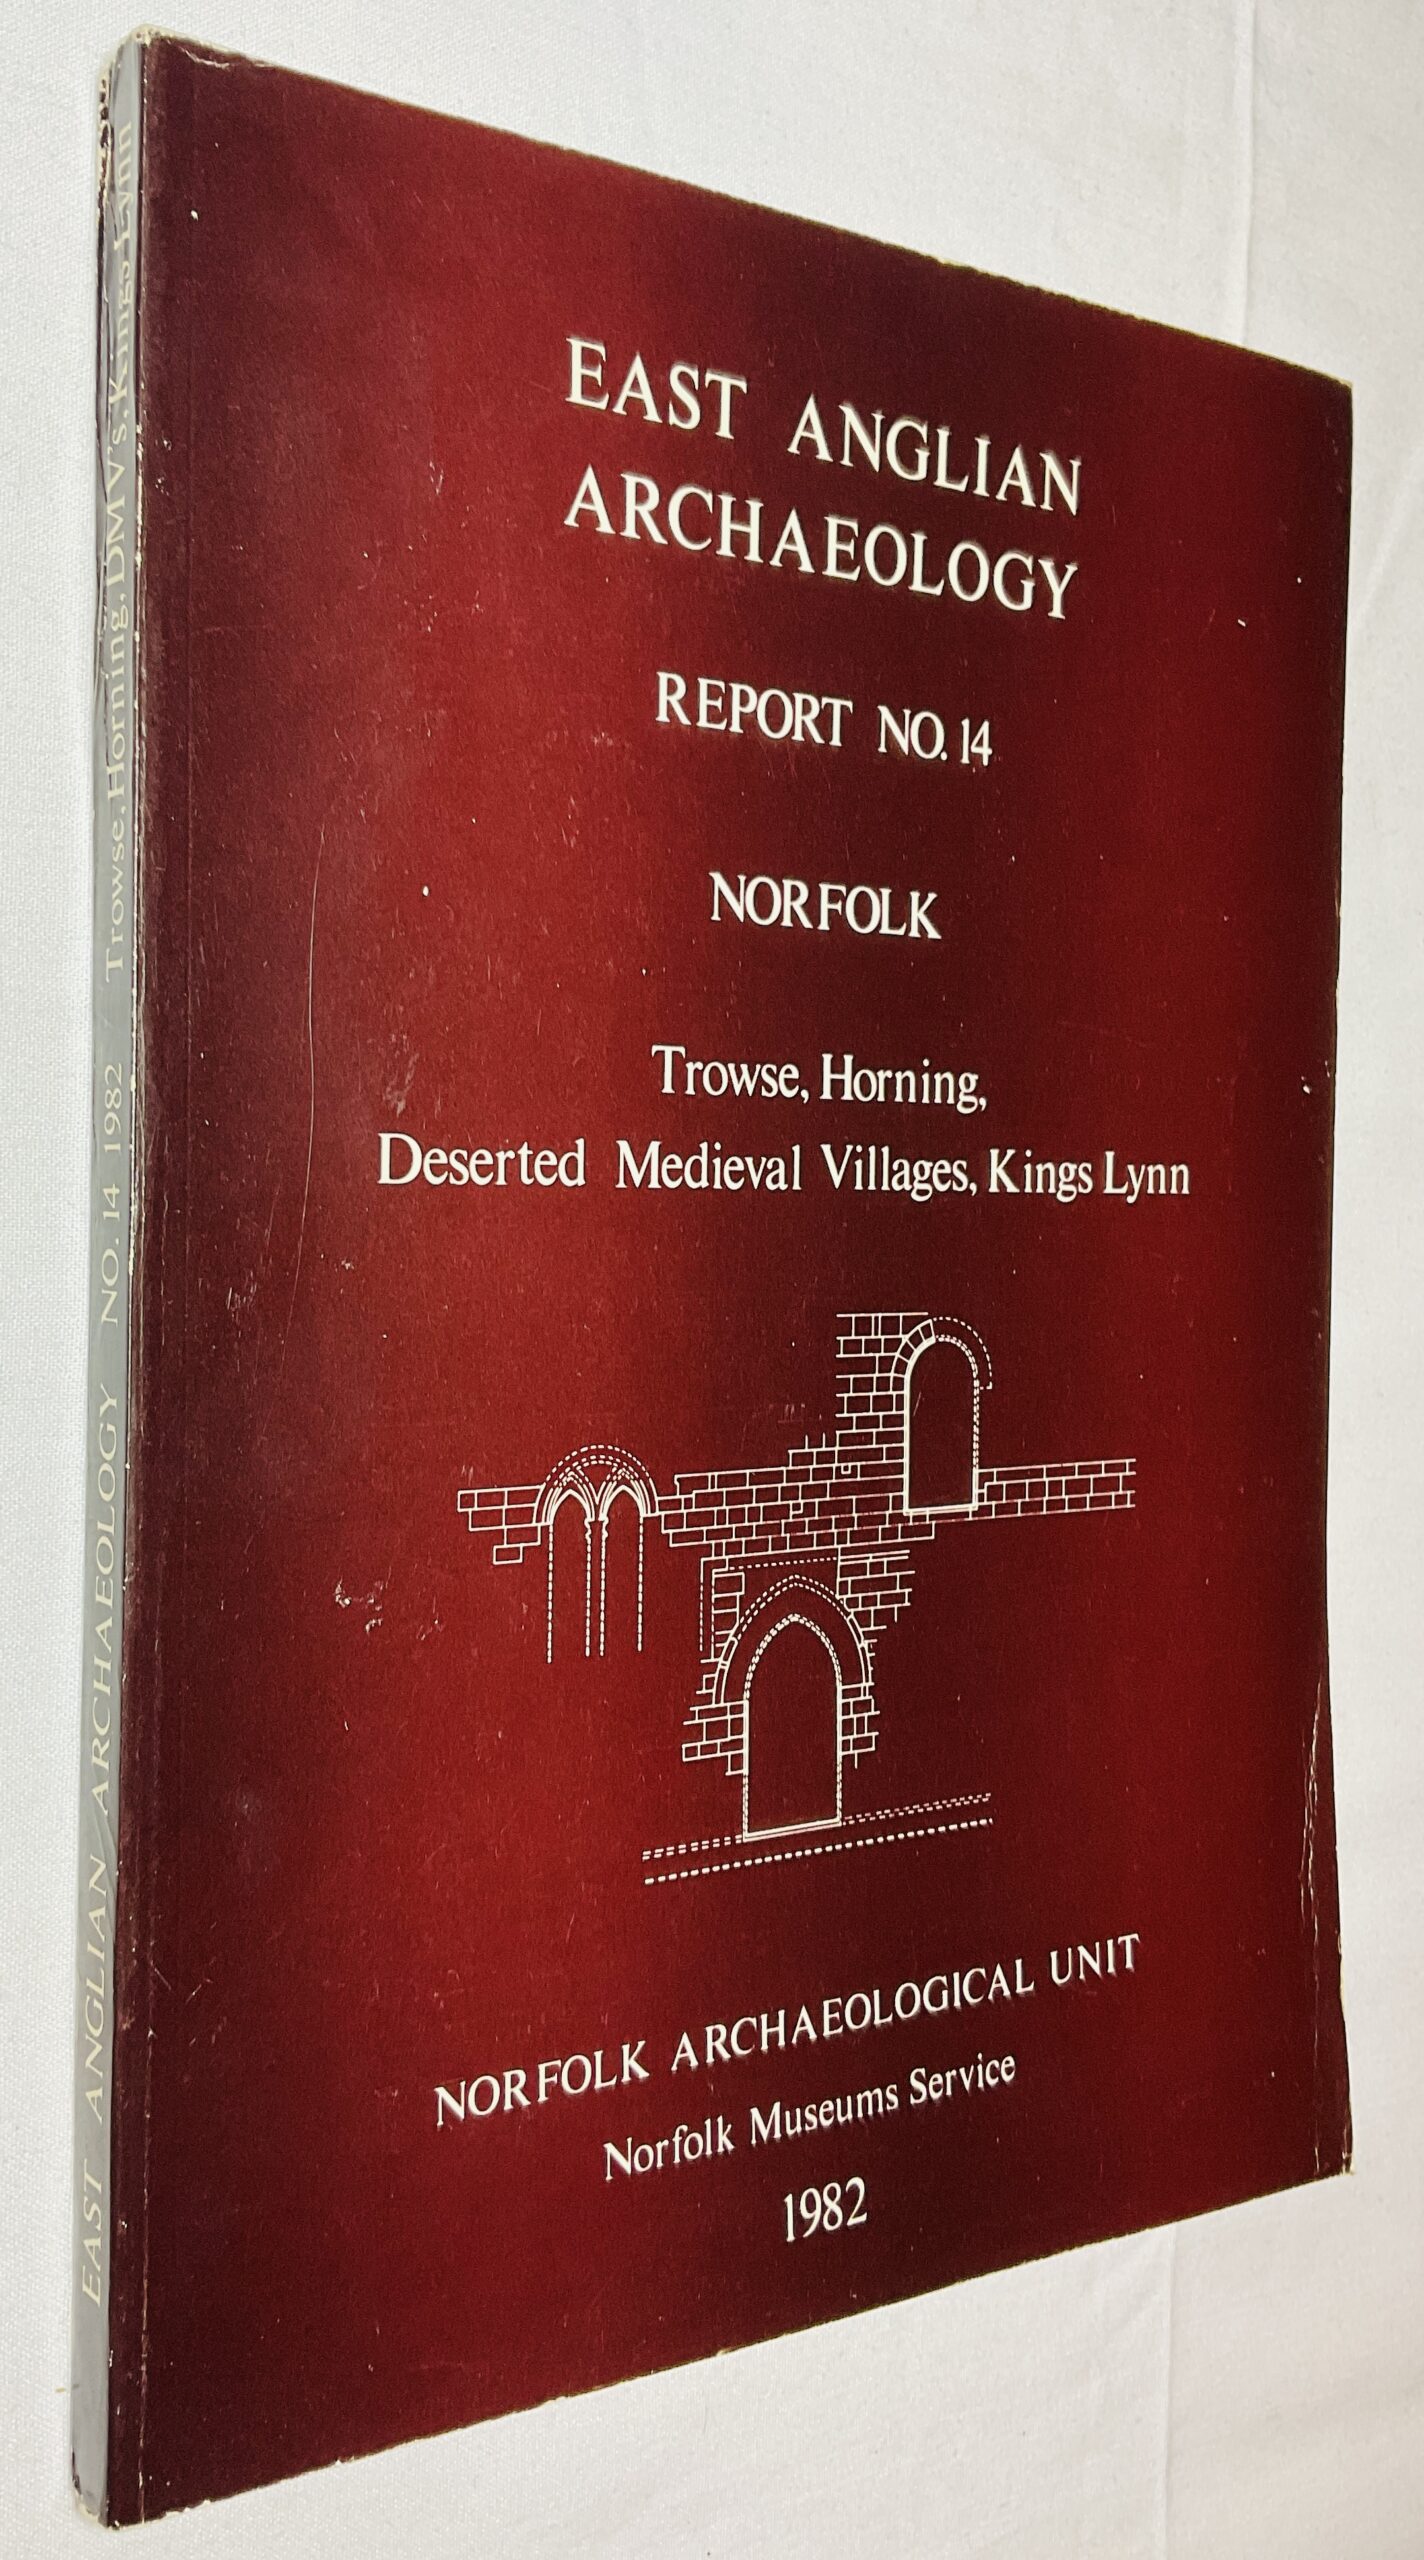 EAST ANGLIAN
ARCHAEOLOGY
REPORT NO. 14
NORFOLK
Trowse, Horning,
Deserted Medieval Villages, Kings Lynn
NORFOLK ARCHAEOLOGICAL UNIT
Norfolk Museums Service
1982
EAST ANGLIAN ARCHAEOLOGY NO. 14 1982 Trowse, Horning, DMV's, Kings Lynn